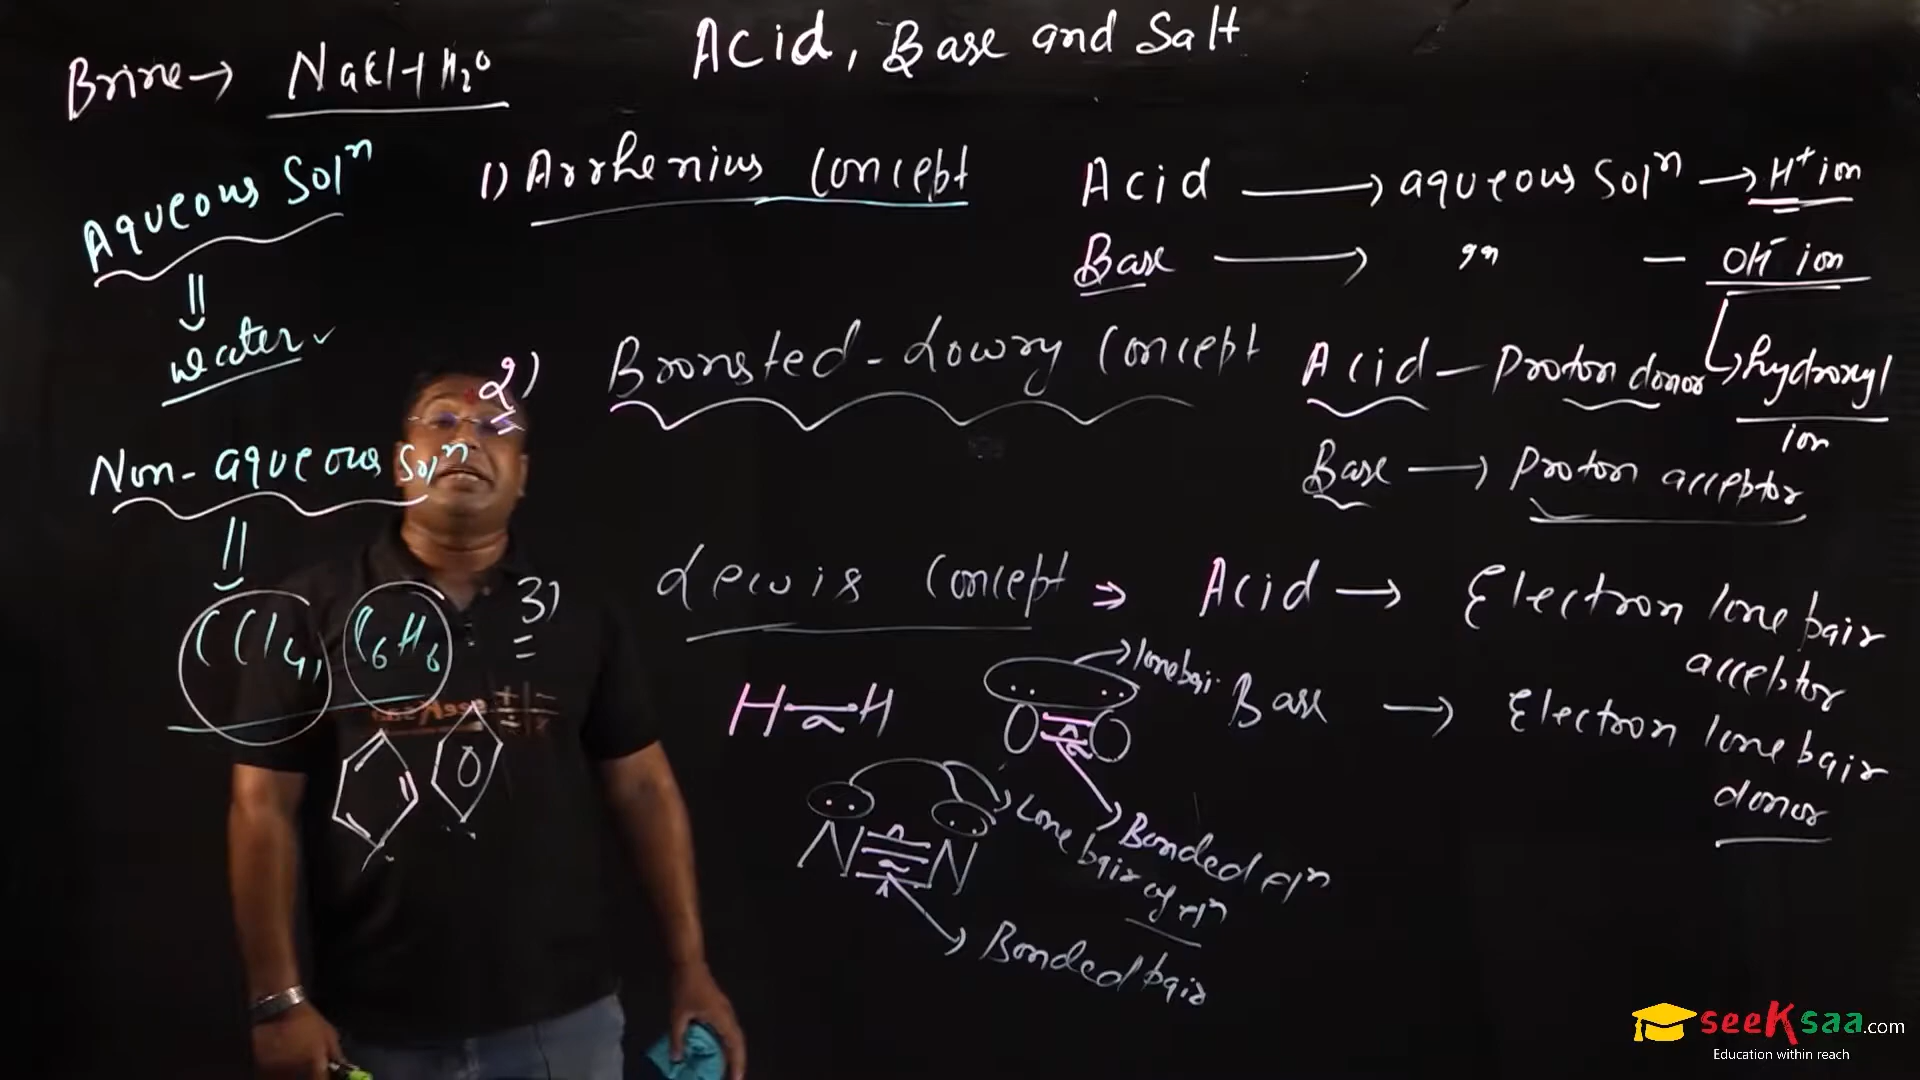 Acid, Base and Salt
Brine → NaCl + H₂O
Aqueous Solⁿ
water ✓
Non-aqueous Solⁿ
CCl₄, C₆H₆
1) Arrhenius Concept
Acid → aqueous Solⁿ → H⁺ ion
Base → ,, — OH⁻ ion
hydroxyl
ion
2) Bronsted-Lowry Concept
Acid – Proton donor
Base → Proton acceptor
3) Lewis Concept ⇒ Acid → Electron lone pair
acceptor
Base → Electron lone pair
donor
H–H
O=O
lone pair
Bonded eⁿ
N≡N
Lone pair of eⁿ
Bonded pair
seeKsaa
seeKsaa.com
Education within reach